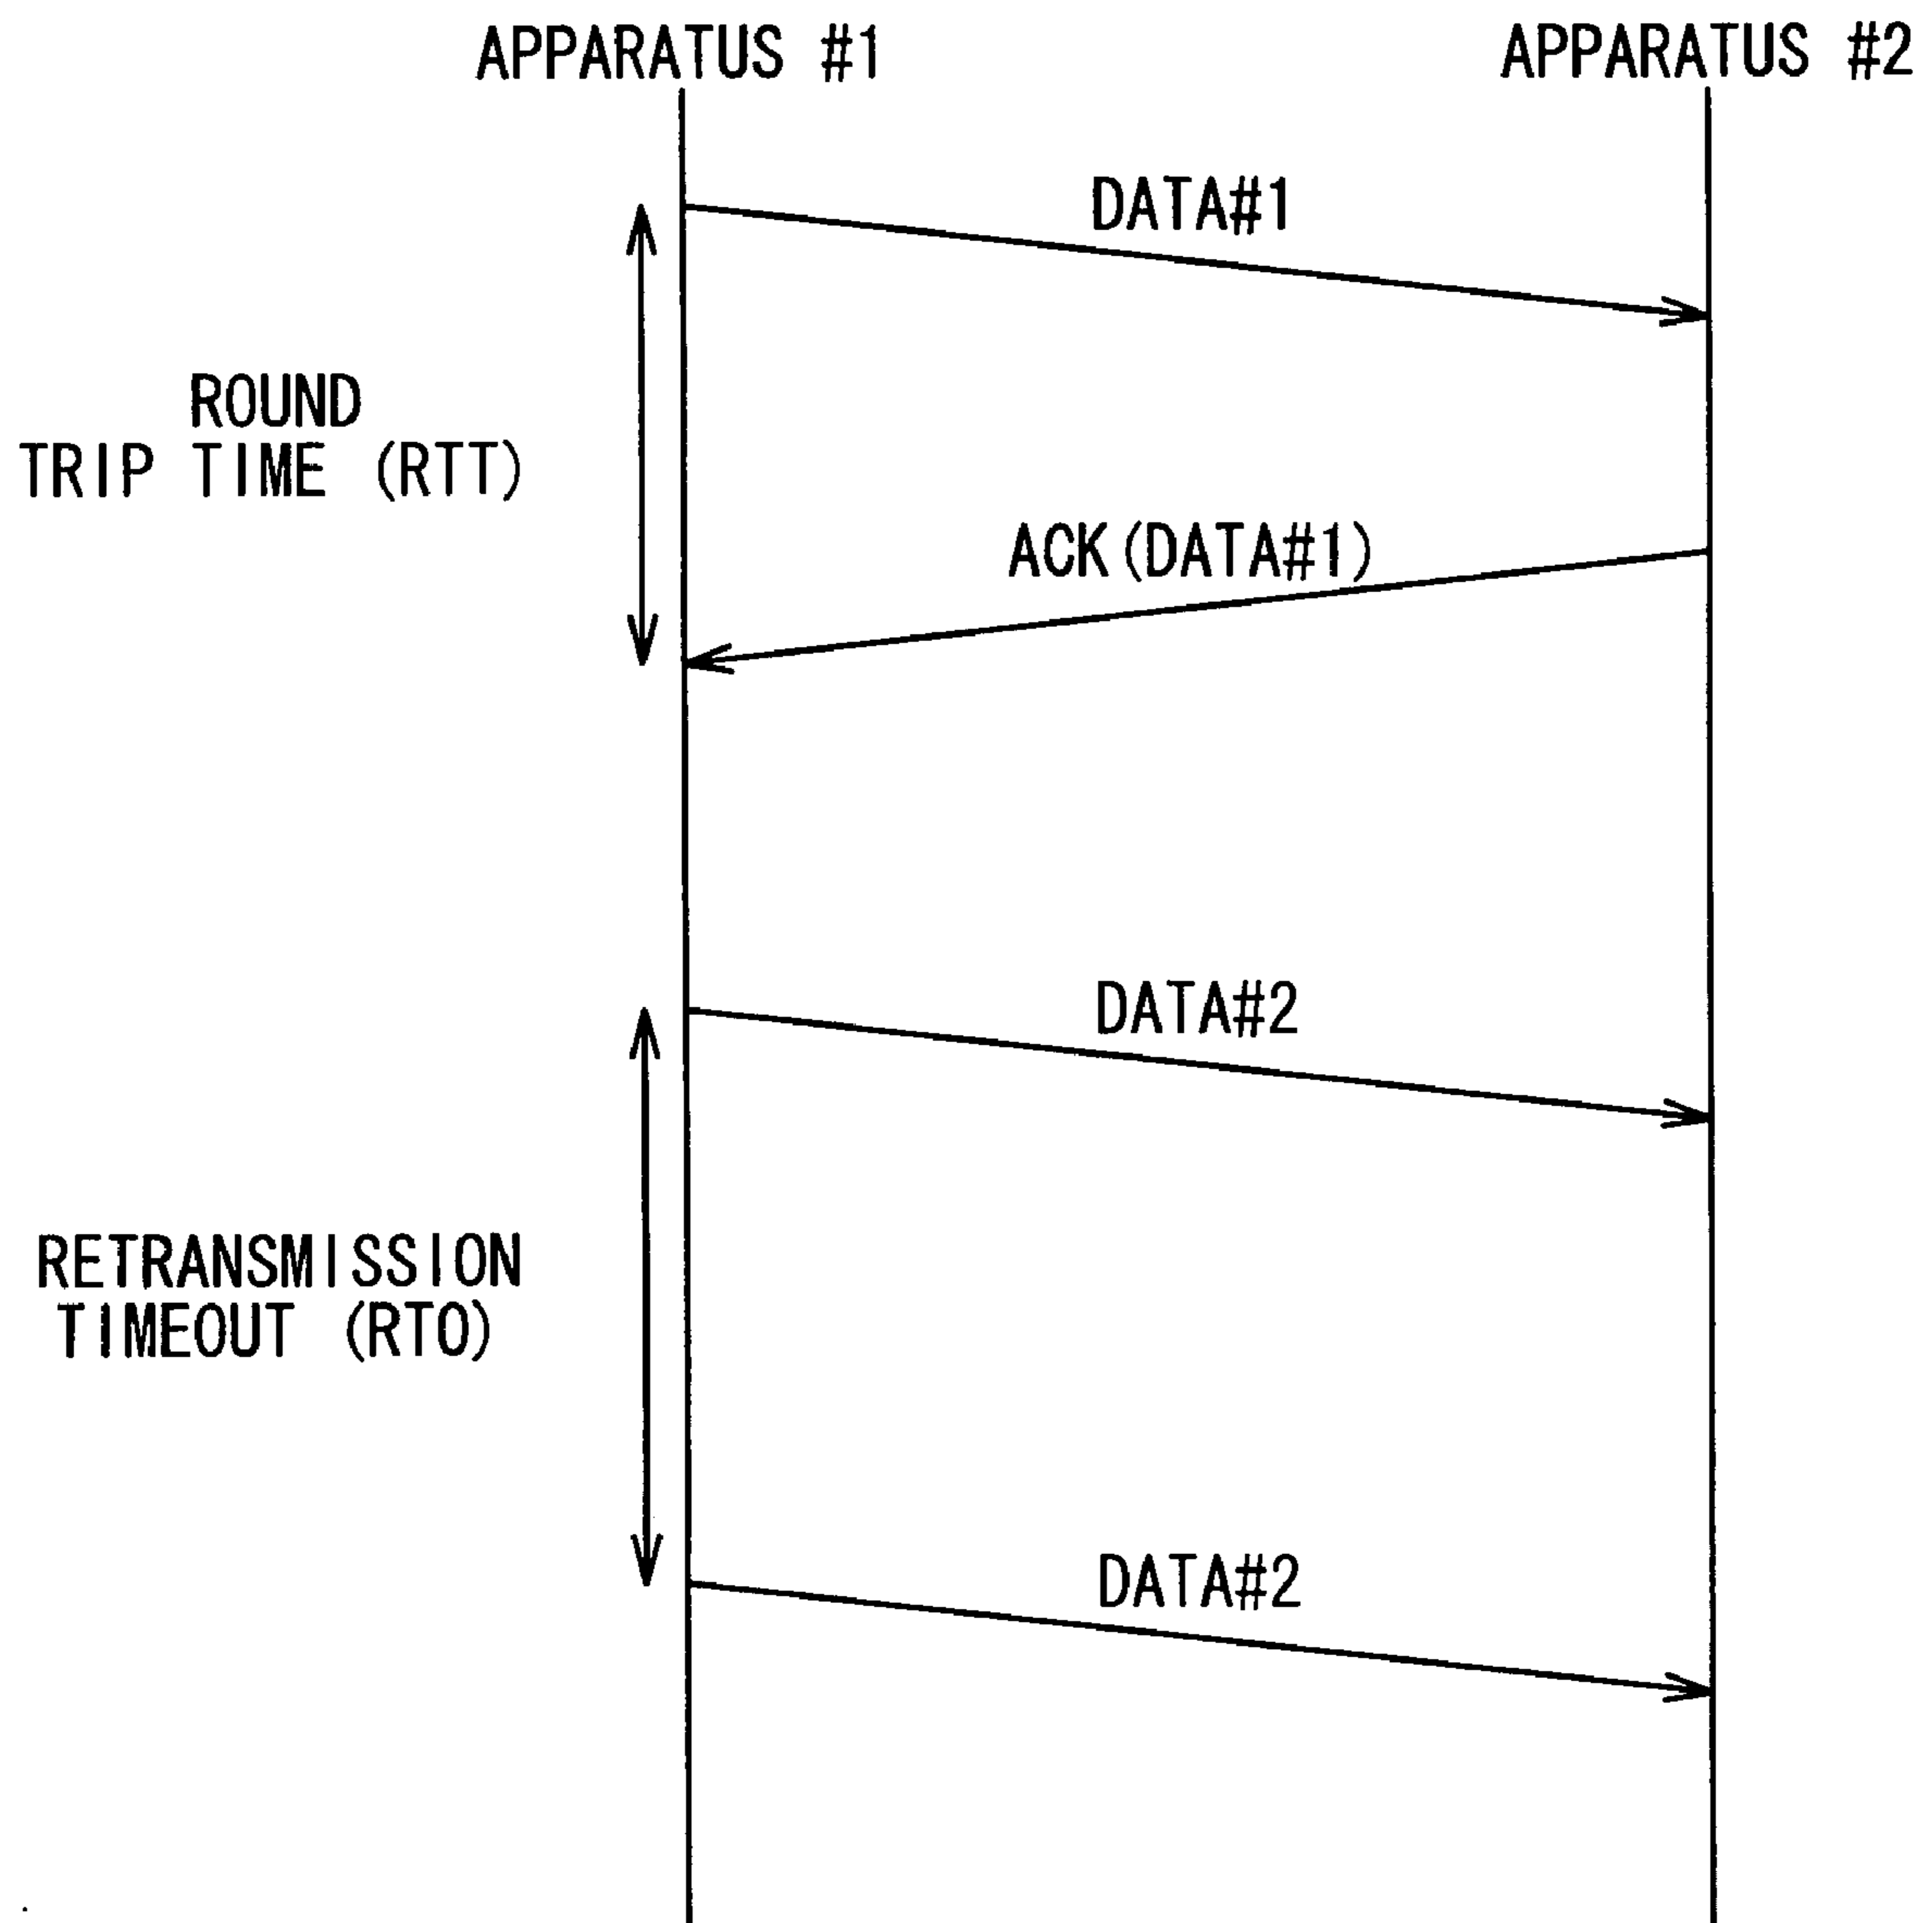 APPARATUS #1
APPARATUS #2
DATA#1
ROUND
TRIP TIME (RTT)
ACK(DATA#1)
DATA#2
RETRANSMISSION
TIMEOUT (RTO)
DATA#2